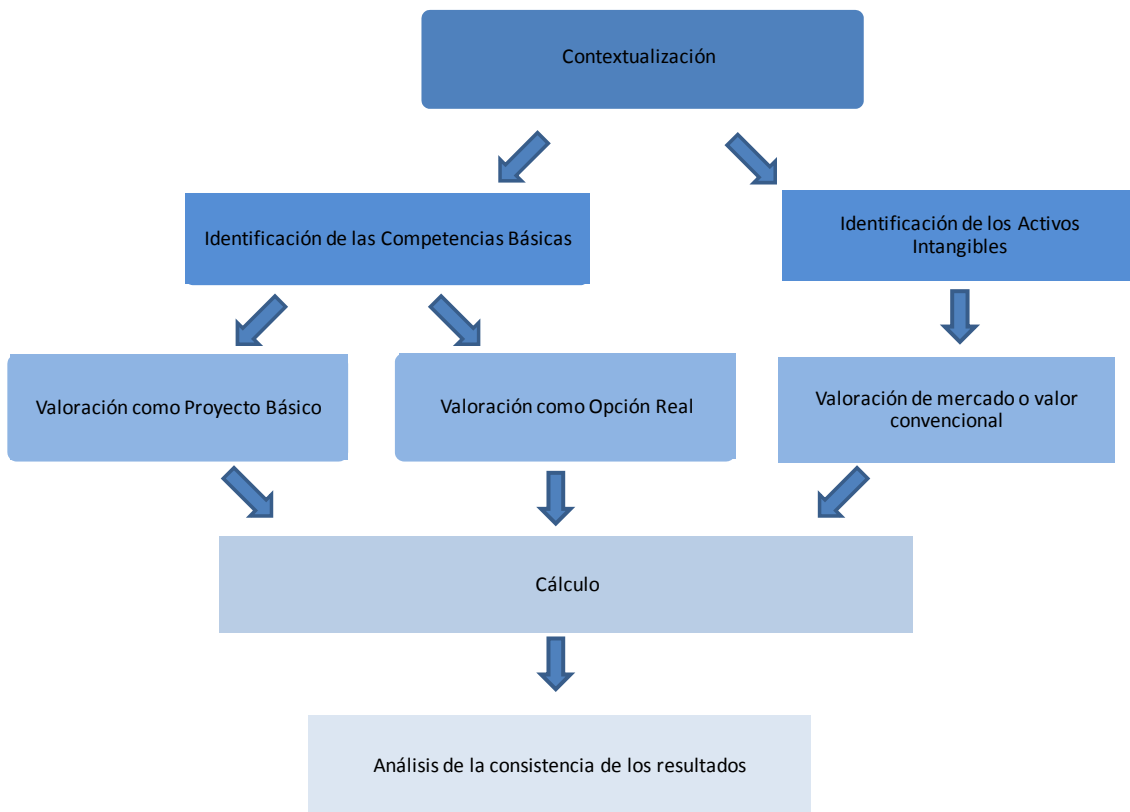 Contextualización
Identificación de las Competencias Básicas
Identificación de los Activos
Intangibles
Valoración como Proyecto Básico
Valoración como Opción Real
Valoración de mercado o valor
convencional
Cálculo
Análisis de la consistencia de los resultados